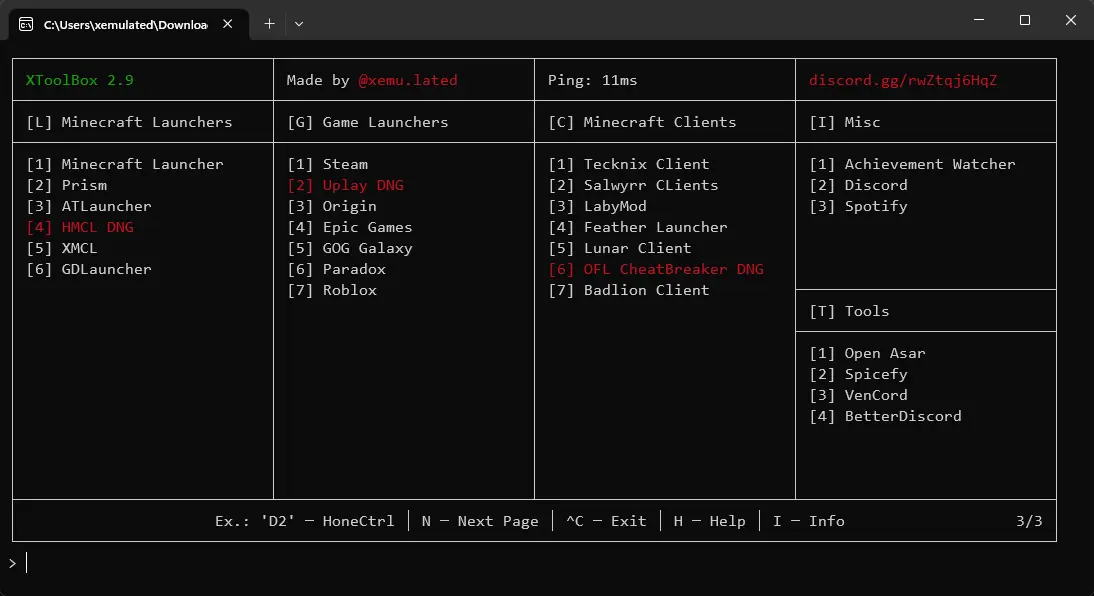 C:\Users\xemulated\Downloa
XToolBox 2.9
Made by @xemu.lated
Ping: 11ms
discord.gg/rwZtqj6HqZ
[L] Minecraft Launchers
[G] Game Launchers
[C] Minecraft Clients
[I] Misc
[1] Minecraft Launcher
[2] Prism
[3] ATLauncher
[4] HMCL DNG
[5] XMCL
[6] GDLauncher
[1] Steam
[2] Uplay DNG
[3] Origin
[4] Epic Games
[5] GOG Galaxy
[6] Paradox
[7] Roblox
[1] Tecknix Client
[2] Salwyrr CLients
[3] LabyMod
[4] Feather Launcher
[5] Lunar Client
[6] OFL CheatBreaker DNG
[7] Badlion Client
[1] Achievement Watcher
[2] Discord
[3] Spotify
[T] Tools
[1] Open Asar
[2] Spicefy
[3] VenCord
[4] BetterDiscord
Ex.: 'D2' — HoneCtrl │ N — Next Page │ ^C — Exit │ H — Help │ I — Info
3/3
>